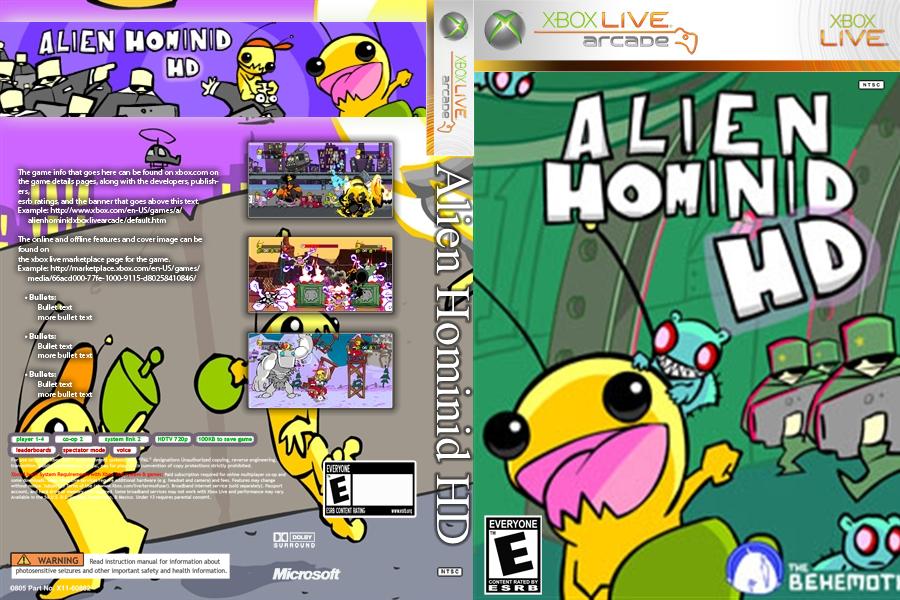 ALIEN HOMINID
HD
The game info that goes here can be found on xbox.com on
the game details pages, along with the developers, publish-
ers,
esrb ratings, and the banner that goes above this text.
Example: http://www.xbox.com/en-US/games/a/
alienhominidxboxlivearcade/default.htm
The online and offline features and cover image can be
found on
the xbox live marketplace page for the game.
Example: http://marketplace.xbox.com/en-US/games/
media/66acd000-77fe-1000-9115-d80258410846/
• Bullets:
Bullet text
more bullet text
• Bullets:
Bullet text
more bullet text
• Bullets:
Bullet text
more bullet text
player 1-4 co-op 2 system link 2 HDTV 720p 100KB to save game
leaderboards spectator mode voice
EVERYONE
E
ESRB CONTENT RATING www.esrb.org
DOLBY
SURROUND
WARNING Read instruction manual for information about
photosensitive seizures and other important safety and health information.
Microsoft
0805 Part No. X11-
XBOX LIVE
arcade
Alien Hominid HD
NTSC
XBOX LIVE
arcade
XBOX
LIVE
NTSC
ALIEN
HOMINID
HD
EVERYONE
E
CONTENT RATED BY
ESRB
THE
BEHEMOTH